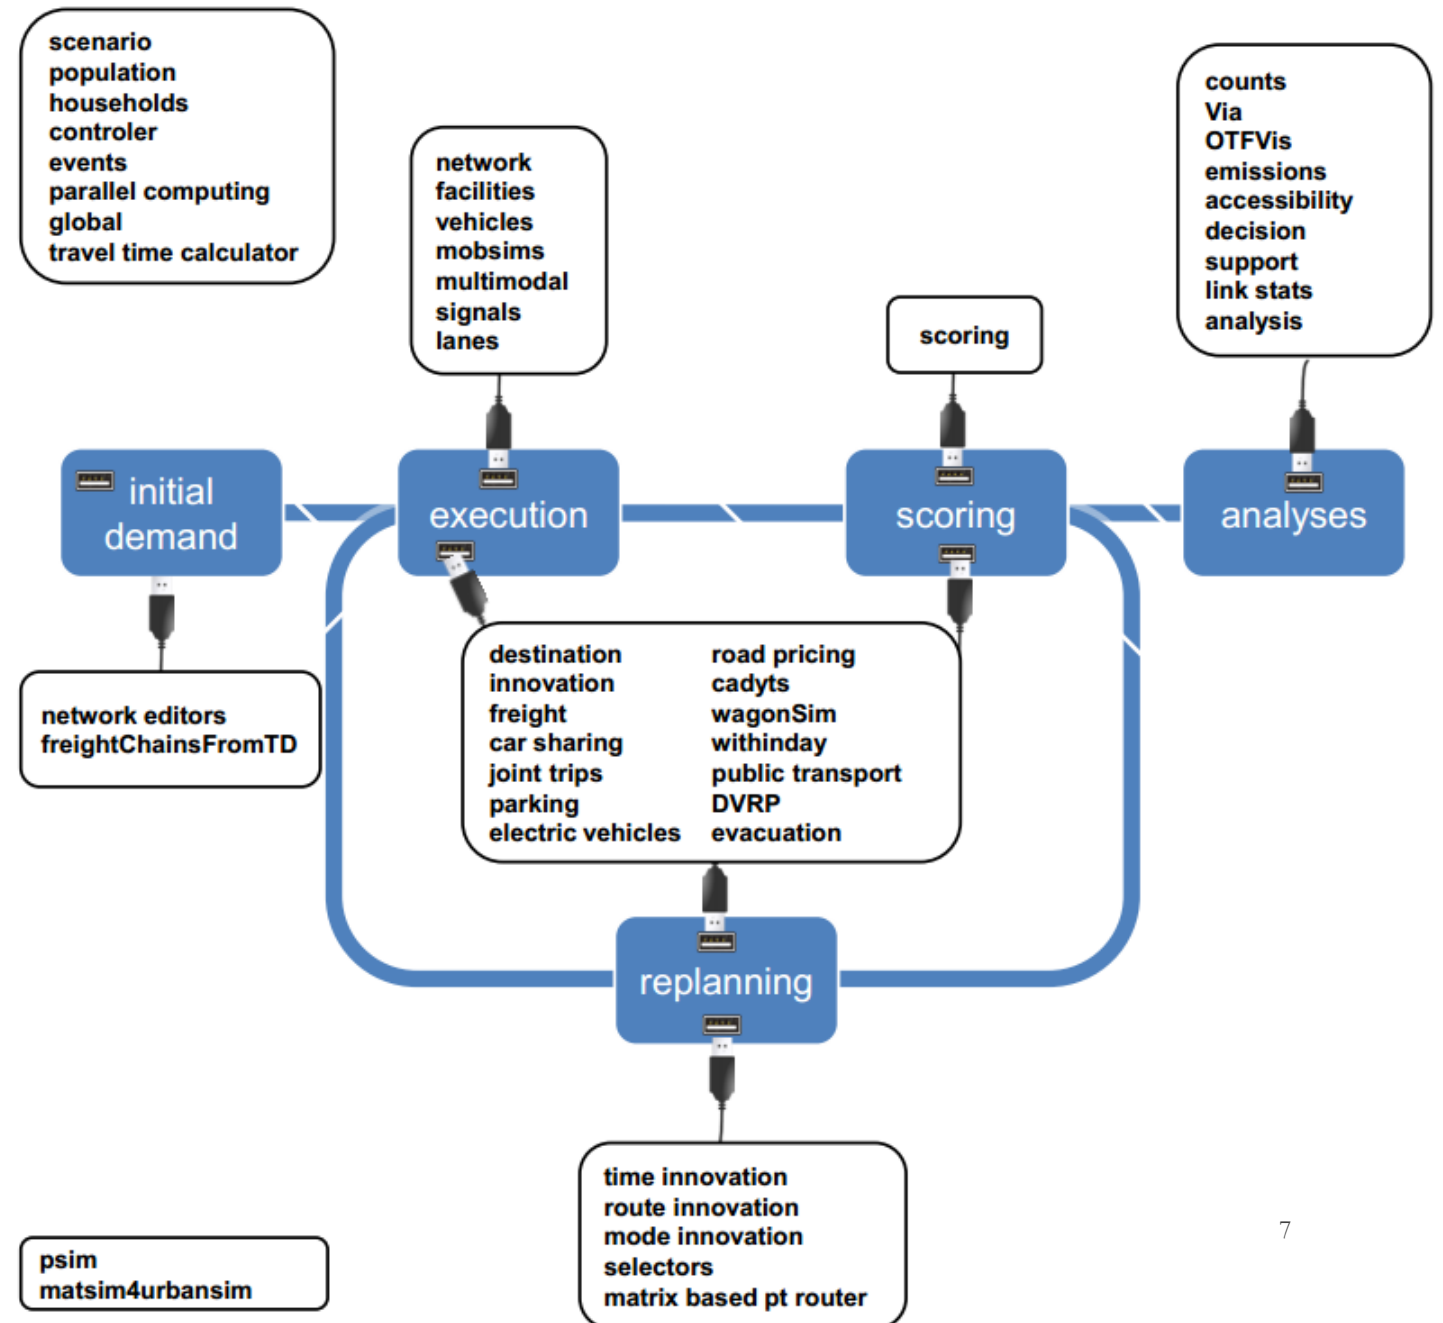 scenario
population
households
controler
events
parallel computing
global
travel time calculator
network
facilities
vehicles
mobsims
multimodal
signals
lanes
scoring
counts
Via
OTFVis
emissions
accessibility
decision
support
link stats
analysis
initial
demand
execution
scoring
analyses
network editors
freightChainsFromTD
destination
innovation
freight
car sharing
joint trips
parking
electric vehicles
road pricing
cadyts
wagonSim
withinday
public transport
DVRP
evacuation
replanning
time innovation
route innovation
mode innovation
selectors
matrix based pt router
psim
matsim4urbansim
7